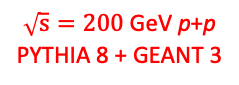 √s = 200 GeV p+p
PYTHIA 8 + GEANT 3